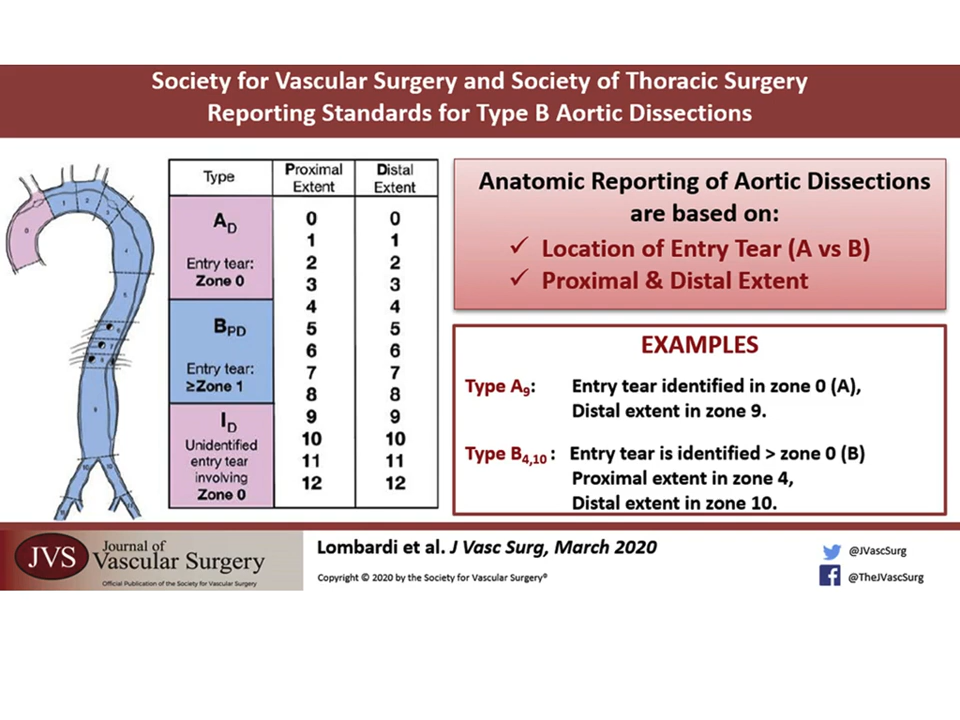 Society for Vascular Surgery and Society of Thoracic Surgery
Reporting Standards for Type B Aortic Dissections
Type
Proximal
Extent
Distal
Extent
A_D
Entry tear:
Zone 0
B_PD
Entry tear:
≥Zone 1
I_D
Unidentified
entry tear
involving
Zone 0
0 0
1 1
2 2
3 3
4 4
5 5
6 6
7 7
8 8
9 9
10 10
11 11
12 12
Anatomic Reporting of Aortic Dissections
are based on:
✓ Location of Entry Tear (A vs B)
✓ Proximal & Distal Extent
EXAMPLES
Type A₉: Entry tear identified in zone 0 (A),
Distal extent in zone 9.
Type B₄,₁₀ : Entry tear is identified > zone 0 (B)
Proximal extent in zone 4,
Distal extent in zone 10.
JVS
Journal of
Vascular Surgery
Official Publication of the Society for Vascular Surgery
Lombardi et al. J Vasc Surg, March 2020
Copyright © 2020 by the Society for Vascular Surgery®
@JVascSurg
@TheJVascSurg